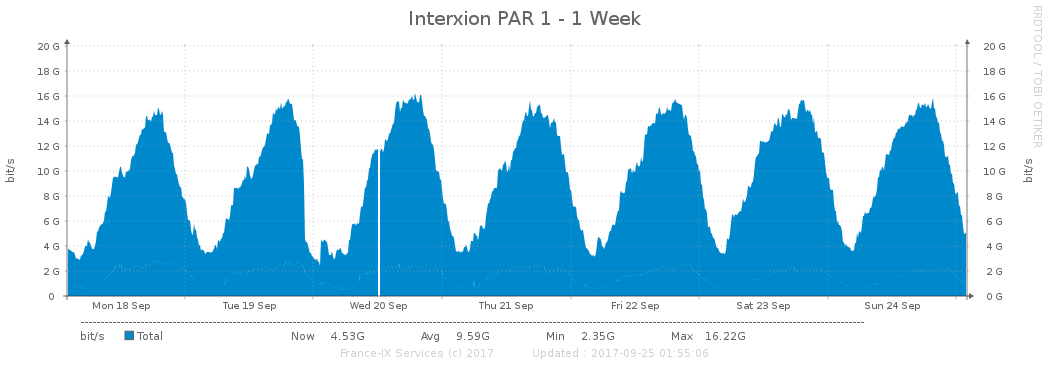 Interxion PAR 1 - 1 Week
RRDTOOL / TOBI OETIKER
20 G 20 G
18 G 18 G
16 G 16 G
14 G 14 G
12 G 12 G
10 G 10 G
8 G 8 G
6 G 6 G
4 G 4 G
2 G 2 G
0 0 G
bit/s bit/s
Mon 18 Sep Tue 19 Sep Wed 20 Sep Thu 21 Sep Fri 22 Sep Sat 23 Sep Sun 24 Sep
bit/s Total Now 4.53G Avg 9.59G Min 2.35G Max 16.22G
France-IX Services (c) 2017 Updated : 2017-09-25 01:55:06